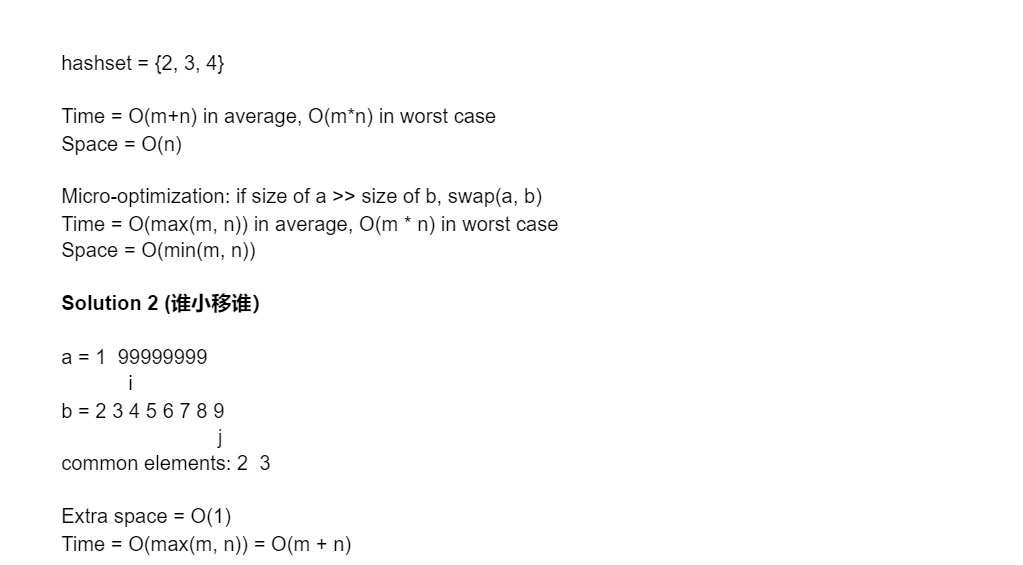 hashset = {2, 3, 4}
Time = O(m+n) in average, O(m*n) in worst case
Space = O(n)
Micro-optimization: if size of a >> size of b, swap(a, b)
Time = O(max(m, n)) in average, O(m * n) in worst case
Space = O(min(m, n))
Solution 2 (谁小移谁）
a = 1  99999999
i
b = 2 3 4 5 6 7 8 9
j
common elements: 2  3
Extra space = O(1)
Time = O(max(m, n)) = O(m + n)